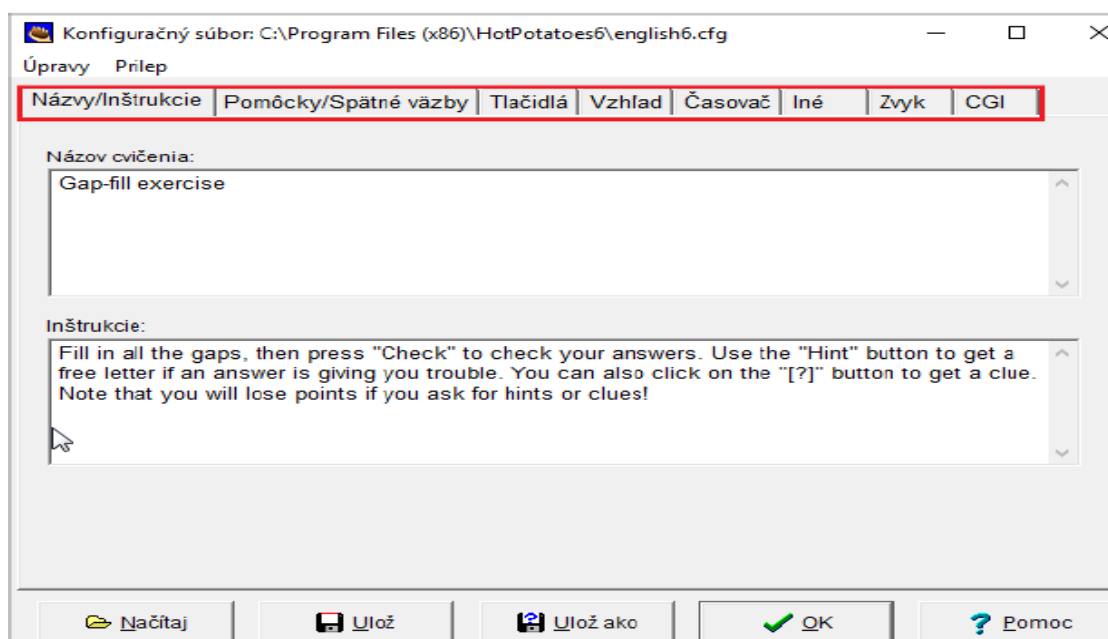 Konfiguračný súbor: C:\Program Files (x86)\HotPotatoes6\english6.cfg
Úpravy Prilep
Názvy/Inštrukcie Pomôcky/Spätné väzby Tlačidlá Vzhľad Časovač Iné Zvyk CGI
Názov cvičenia:
Gap-fill exercise
Inštrukcie:
Fill in all the gaps, then press "Check" to check your answers. Use the "Hint" button to get a
free letter if an answer is giving you trouble. You can also click on the "[?]" button to get a clue.
Note that you will lose points if you ask for hints or clues!
Načítaj Ulož Ulož ako OK Pomoc